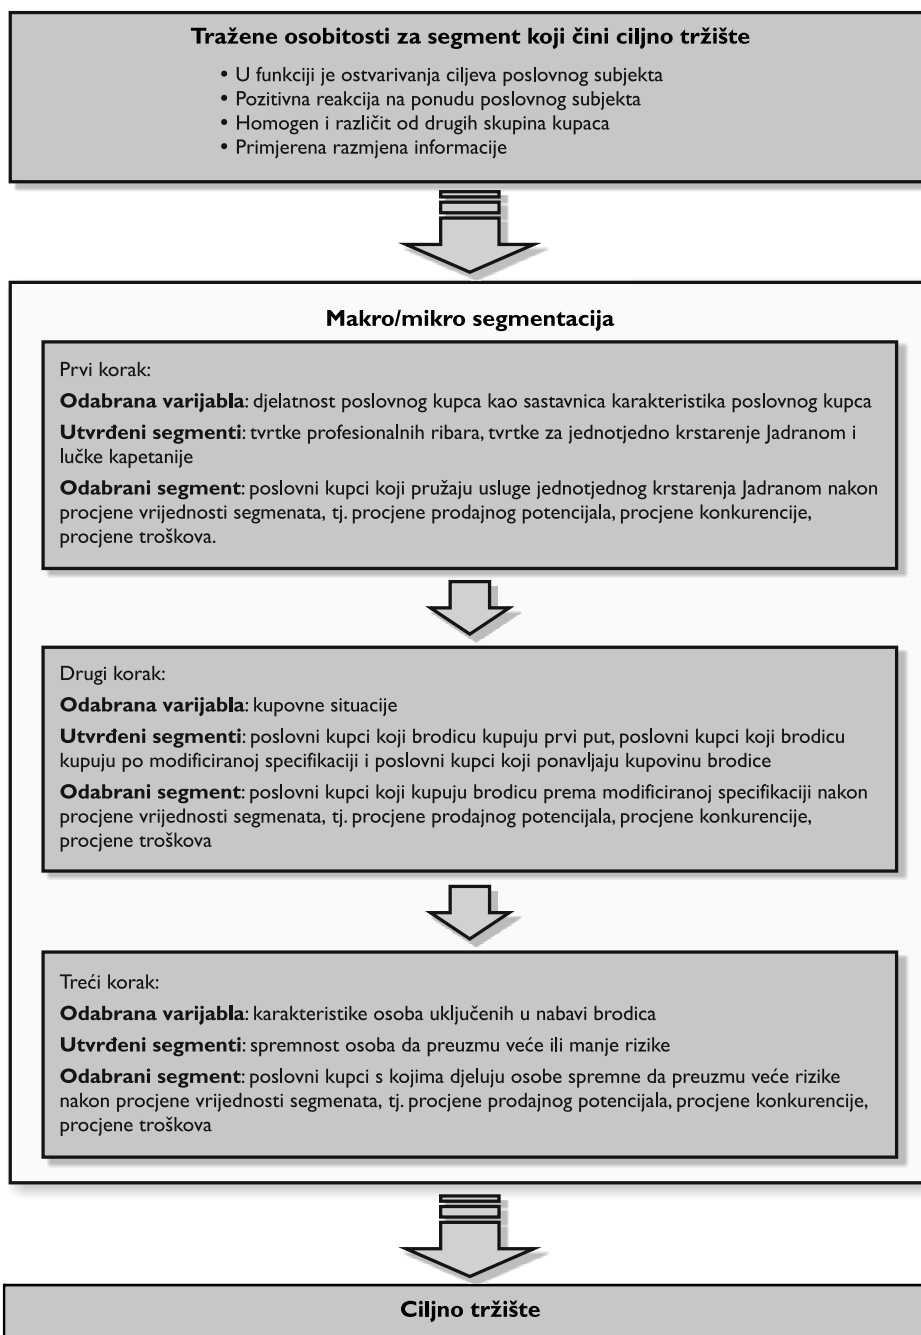 Tražene osobitosti za segment koji čini ciljno tržište
• U funkciji je ostvarivanja ciljeva poslovnog subjekta
• Pozitivna reakcija na ponudu poslovnog subjekta
• Homogen i različit od drugih skupina kupaca
• Primjerena razmjena informacije
Makro/mikro segmentacija
Prvi korak:
Odabrana varijabla: djelatnost poslovnog kupca kao sastavnica karakteristika poslovnog kupca
Utvrđeni segmenti: tvrtke profesionalnih ribara, tvrtke za jednotjedno krstarenje Jadranom i
lučke kapetanije
Odabrani segment: poslovni kupci koji pružaju usluge jednotjednog krstarenja Jadranom nakon
procjene vrijednosti segmenata, tj. procjene prodajnog potencijala, procjene konkurencije,
procjene troškova.
Drugi korak:
Odabrana varijabla: kupovne situacije
Utvrđeni segmenti: poslovni kupci koji brodicu kupuju prvi put, poslovni kupci koji brodicu
kupuju po modificiranoj specifikaciji i poslovni kupci koji ponavljaju kupovinu brodice
Odabrani segment: poslovni kupci koji kupuju brodicu prema modificiranoj specifikaciji nakon
procjene vrijednosti segmenata, tj. procjene prodajnog potencijala, procjene konkurencije,
procjene troškova
Treći korak:
Odabrana varijabla: karakteristike osoba uključenih u nabavi brodica
Utvrđeni segmenti: spremnost osoba da preuzmu veće ili manje rizike
Odabrani segment: poslovni kupci s kojima djeluju osobe spremne da preuzmu veće rizike
nakon procjene vrijednosti segmenata, tj. procjene prodajnog potencijala, procjene konkurencije,
procjene troškova
Ciljno tržište